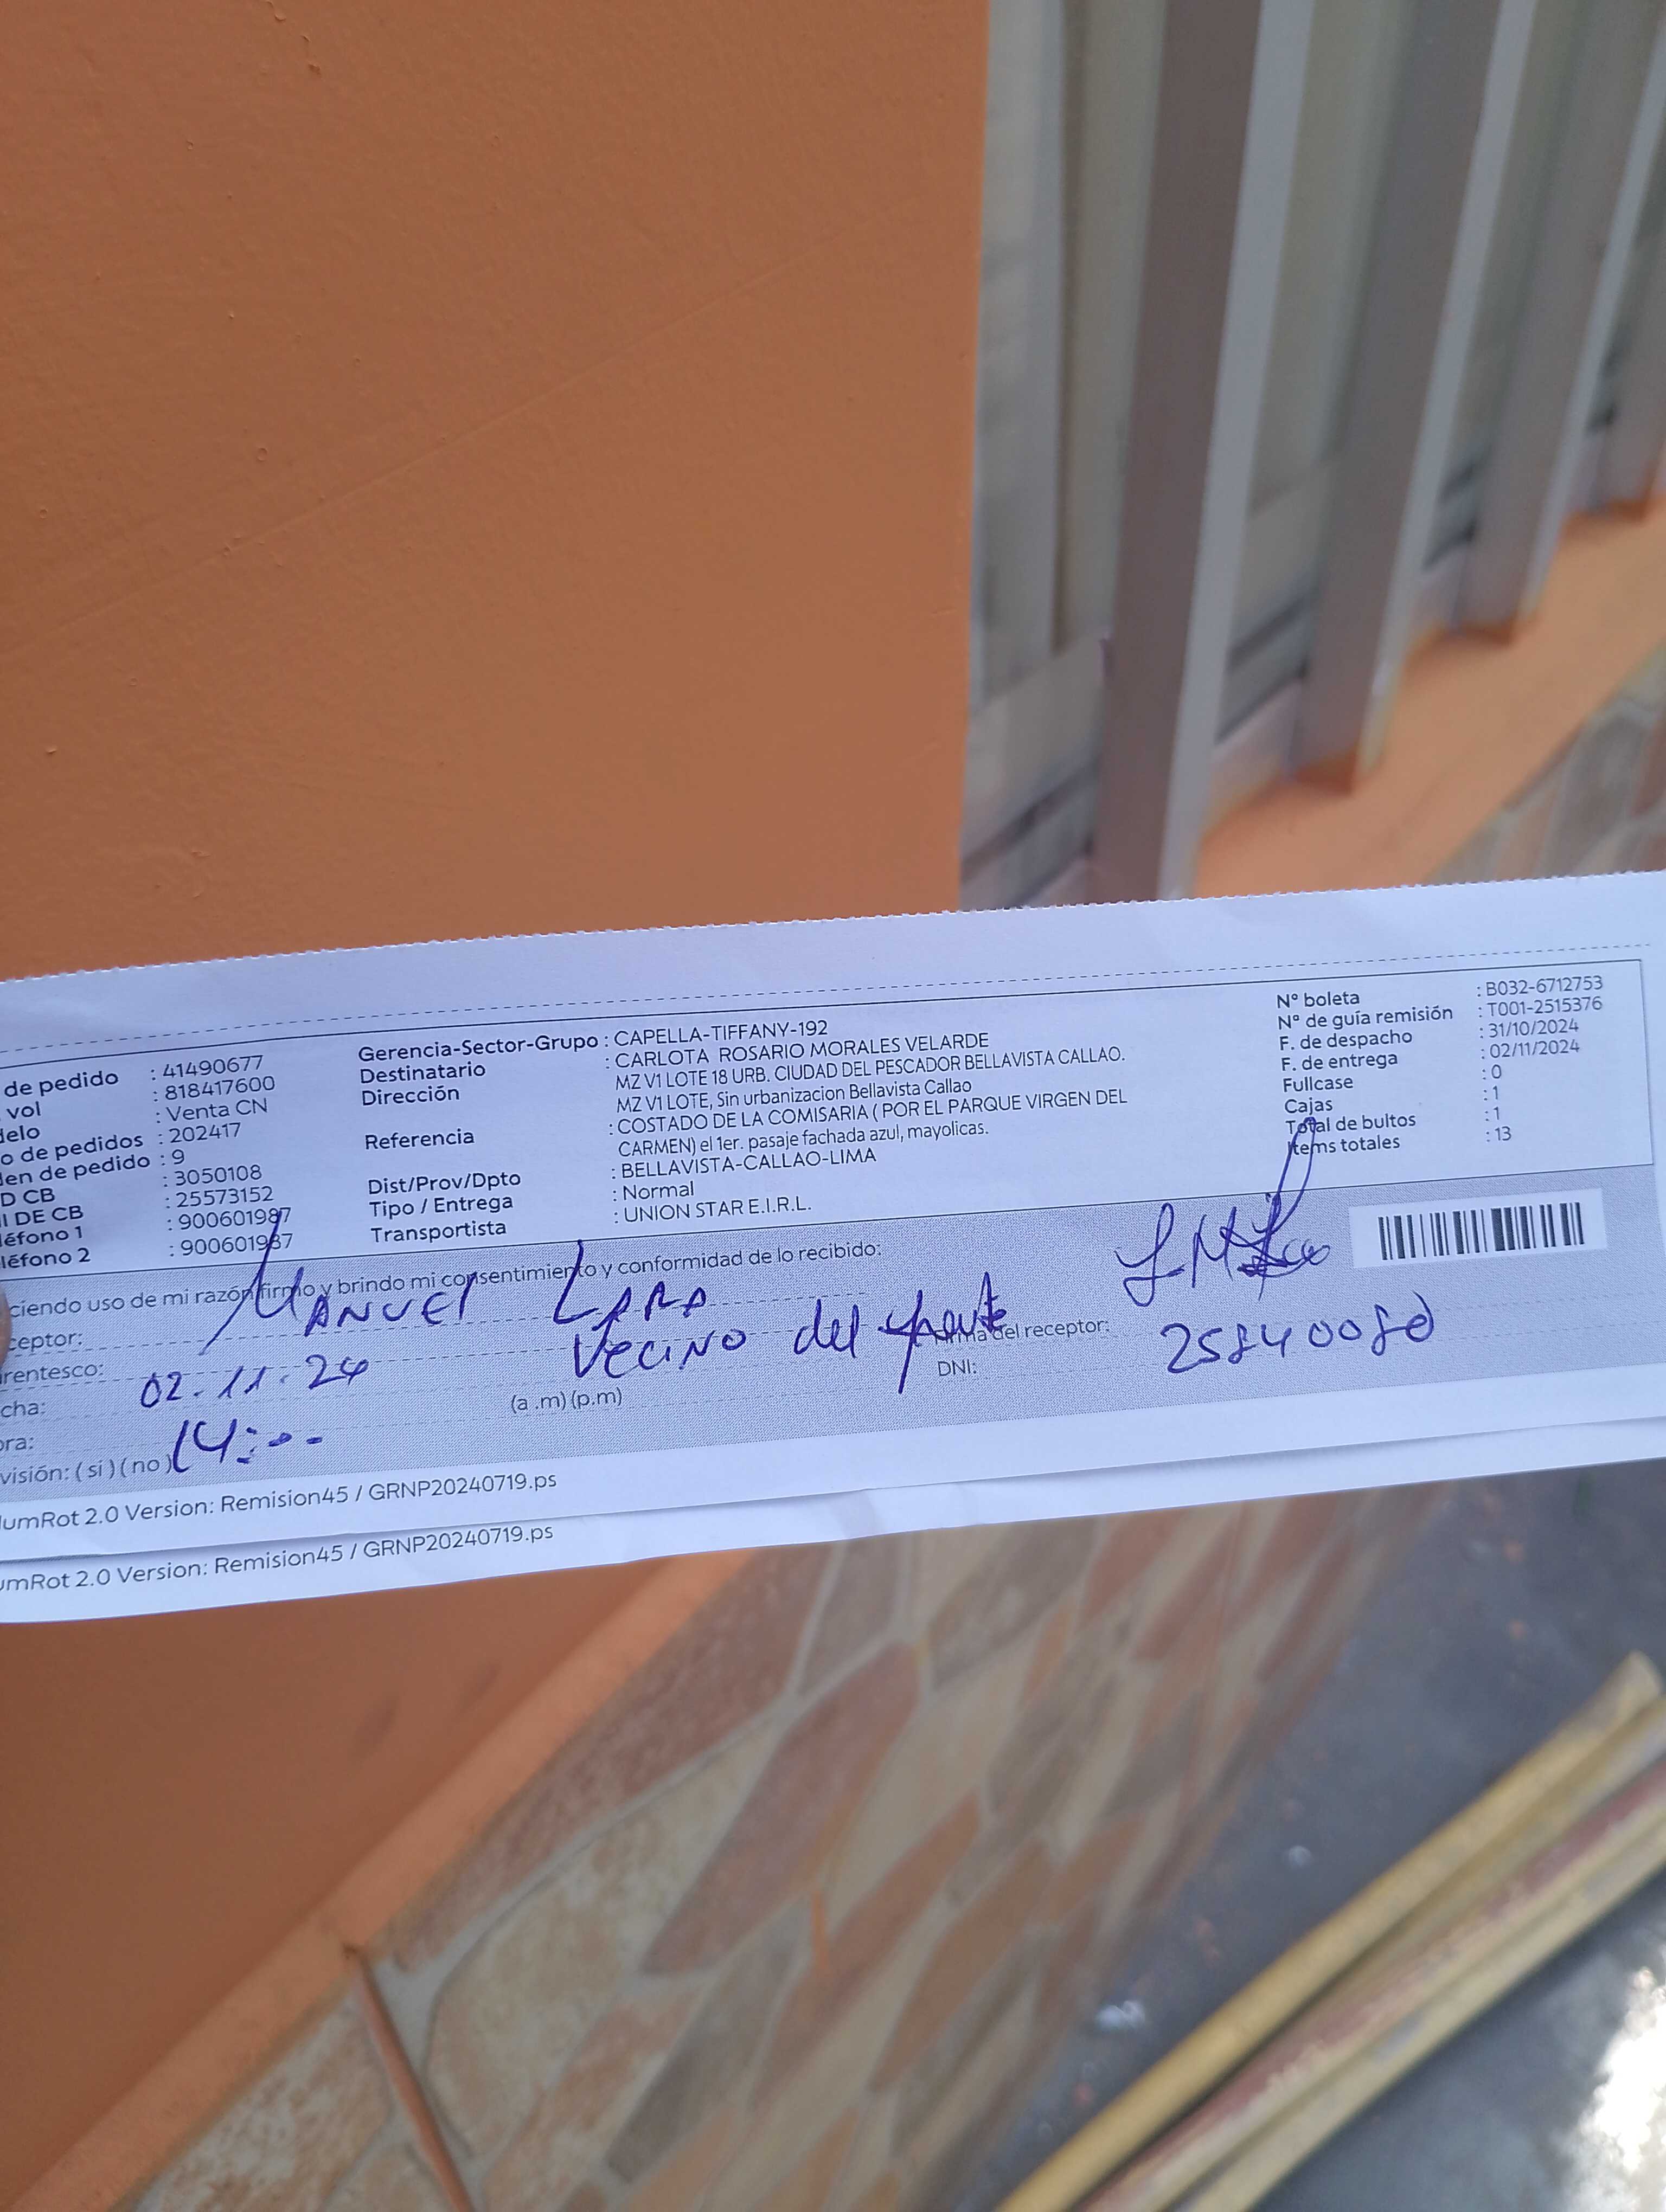 de pedido : 41490677
vol : 818417600
delo : Venta CN
o de pedidos : 202417
den de pedido : 9
D CB : 3050108
I DE CB : 25573152
léfono 1 : 900601987
léfono 2 : 900601987
Gerencia-Sector-Grupo : CAPELLA-TIFFANY-192
Destinatario : CARLOTA ROSARIO MORALES VELARDE
Dirección MZ V1 LOTE 18 URB. CIUDAD DEL PESCADOR BELLAVISTA CALLAO.
MZ V1 LOTE, Sin urbanizacion Bellavista Callao
Referencia : COSTADO DE LA COMISARIA ( POR EL PARQUE VIRGEN DEL
CARMEN) el 1er. pasaje fachada azul, mayolicas.
Dist/Prov/Dpto : BELLAVISTA-CALLAO-LIMA
Tipo / Entrega : Normal
Transportista : UNION STAR E.I.R.L.
N° boleta : B032-6712753
N° de guía remisión : T001-2515376
F. de despacho : 31/10/2024
F. de entrega : 02/11/2024
Fullcase : 0
Cajas : 1
Total de bultos : 1
Items totales : 13
ciendo uso de mi razón firmo y brindo mi consentimiento y conformidad de lo recibido:
ceptor: MANUEL LARA
rentesco: Vecino del frente
Firma del receptor:
cha: 02.11.24
DNI:
ora: 14:
(a .m) (p.m)
visión: ( si ) ( no )
umRot 2.0 Version: Remision45 / GRNP20240719.ps
umRot 2.0 Version: Remision45 / GRNP20240719.ps